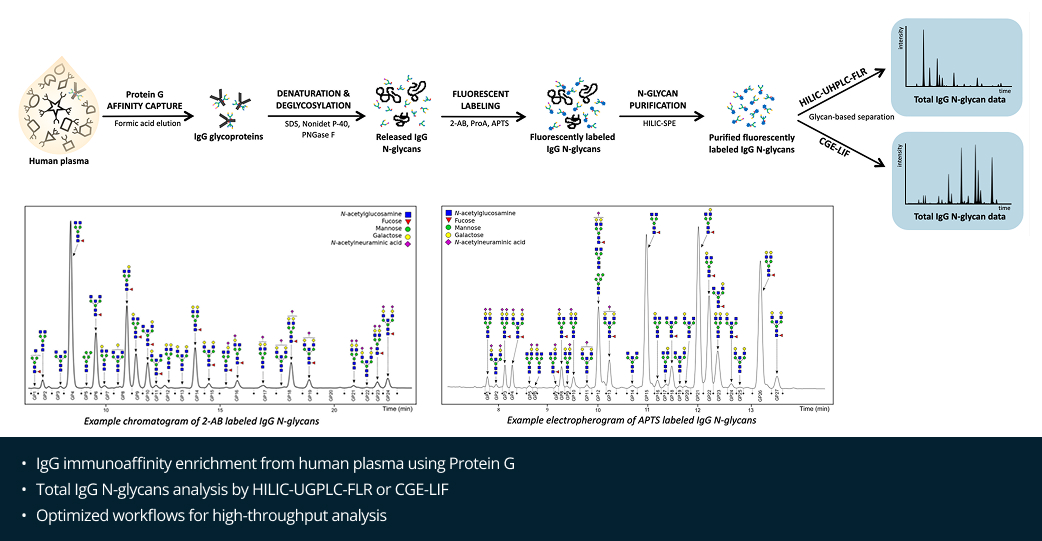 Human plasma
Protein G
AFFINITY CAPTURE
Formic acid elution
IgG glycoproteins
DENATURATION &
DEGLYCOSYLATION
SDS, Nonidet P-40,
PNGase F
Released IgG
N-glycans
FLUORESCENT
LABELING
2-AB, ProA, APTS
Fluorescently labeled
IgG N-glycans
N-GLYCAN
PURIFICATION
HILIC-SPE
Purified fluorescently
labeled IgG N-glycans
HILIC-UHPLC-FLR
Glycan-based separation
CGE-LIF
intensity
time
Total IgG N-glycan data
intensity
time
Total IgG N-glycan data
N-acetylglucosamine
Fucose
Mannose
Galactose
N-acetylneuraminic acid
10
15
20
Time (min)
Example chromatogram of 2-AB labeled IgG N-glycans
N-acetylglucosamine
Fucose
Mannose
Galactose
N-acetylneuraminic acid
8
9
10
11
12
13
Time (min)
Example electropherogram of APTS labeled IgG N-glycans
• IgG immunoaffinity enrichment from human plasma using Protein G
• Total IgG N-glycans analysis by HILIC-UGPLC-FLR or CGE-LIF
• Optimized workflows for high-throughput analysis